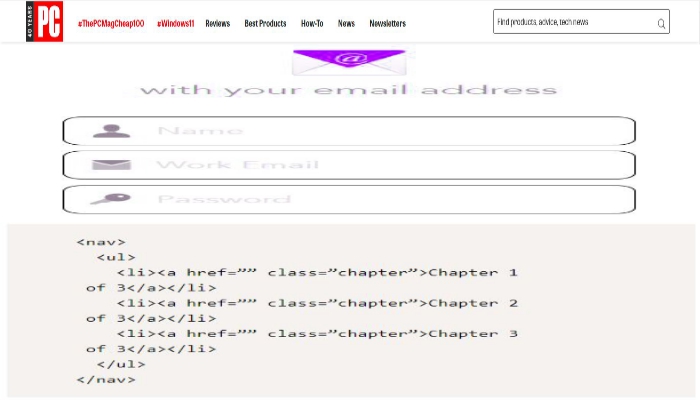 40 YEARS
PC
#ThePCMagCheap100 #Windows11 Reviews Best Products How-To News Newsletters Find products, advice, tech news
@
with your email address
Name
Work Email
Password
<nav>
<ul>
<li><a href=”” class=”chapter”>Chapter 1
of 3</a></li>
<li><a href=”” class=”chapter”>Chapter 2
of 3</a></li>
<li><a href=”” class=”chapter”>Chapter 3
of 3</a></li>
</ul>
</nav>